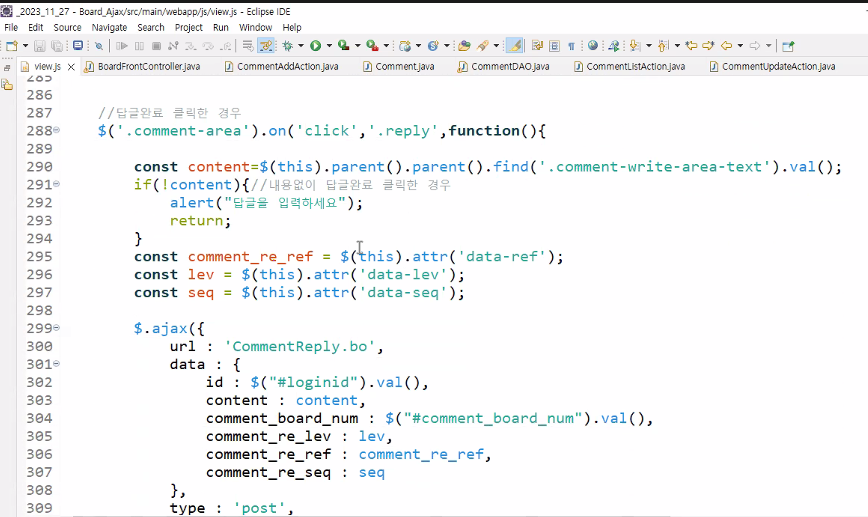 _2023_11_27 - Board_Ajax/src/main/webapp/js/view.js - Eclipse IDE
File Edit Source Navigate Search Project Run Window Help
view.js BoardFrontController.java CommentAddAction.java Comment.java CommentDAO.java CommentListAction.java CommentUpdateAction.java
285
286
287 //답글완료 클릭한 경우
288 $('.comment-area').on('click','.reply',function(){
289
290 const content=$(this).parent().parent().find('.comment-write-area-text').val();
291 if(!content){//내용없이 답글완료 클릭한 경우
292 alert("답글을 입력하세요");
293 return;
294 }
295 const comment_re_ref = $(this).attr('data-ref');
296 const lev = $(this).attr('data-lev');
297 const seq = $(this).attr('data-seq');
298
299 $.ajax({
300 url : 'CommentReply.bo',
301 data : {
302 id : $("#loginid").val(),
303 content : content,
304 comment_board_num : $("#comment_board_num").val(),
305 comment_re_lev : lev,
306 comment_re_ref : comment_re_ref,
307 comment_re_seq : seq
308 },
309 type : 'post',